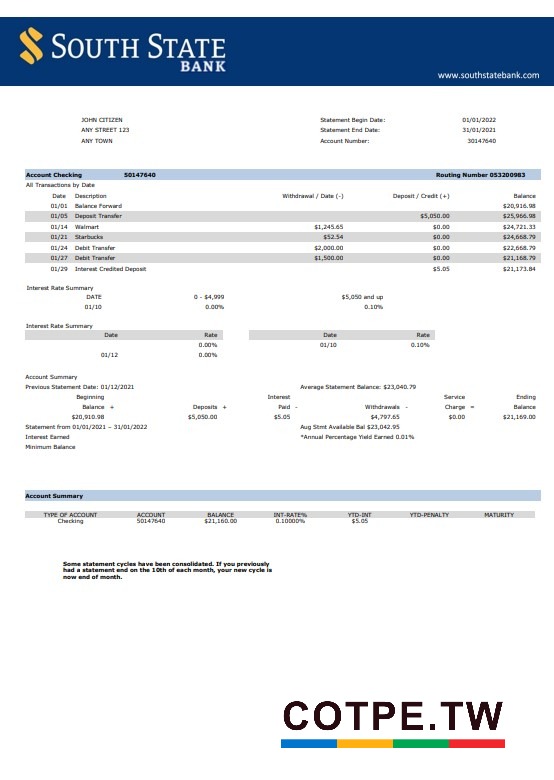 SOUTH STATE
BANK
www.southstatebank.com
JOHN CITIZEN Statement Begin Date: 01/01/2022
ANY STREET 123 Statement End Date: 31/01/2021
ANY TOWN Account Number: 30147640
Account Checking 50147640 Routing Number 053200983
All Transactions by Date
Date Description Withdrawal / Date (-) Deposit / Credit (+) Balance
01/01 Balance Forward $20,916.98
01/05 Deposit Transfer $5,050.00 $25,966.98
01/14 Walmart $1,245.65 $0.00 $24,721.33
01/21 Starbucks $52.54 $0.00 $24,668.79
01/24 Debit Transfer $2,000.00 $0.00 $22,668.79
01/27 Debit Transfer $1,500.00 $0.00 $21,168.79
01/29 Interest Credited Deposit $5.05 $21,173.84
Interest Rate Summary
DATE 0 - $4,999 $5,050 and up
01/10 0.00% 0.10%
Interest Rate Summary
Date Rate Date Rate
0.00% 01/10 0.10%
01/12 0.00%
Account Summary
Previous Statement Date: 01/12/2021 Average Statement Balance: $23,040.79
Beginning Interest Service Ending
Balance + Deposits + Paid - Withdrawals - Charge = Balance
$20,910.98 $5,050.00 $5.05 $4,797.65 $0.00 $21,169.00
Statement from 01/01/2021 – 31/01/2022 Aug Stmt Available Bal $23,042.95
Interest Earned *Annual Percentage Yield Earned 0.01%
Minimum Balance
Account Summary
TYPE OF ACCOUNT ACCOUNT BALANCE INT-RATE% YTD-INT YTD-PENALTY MATURITY
Checking 50147640 $21,160.00 0.10000% $5.05
Some statement cycles have been consolidated. If you previously
had a statement end on the 10th of each month, your new cycle is
now end of month.
COTPE.TW